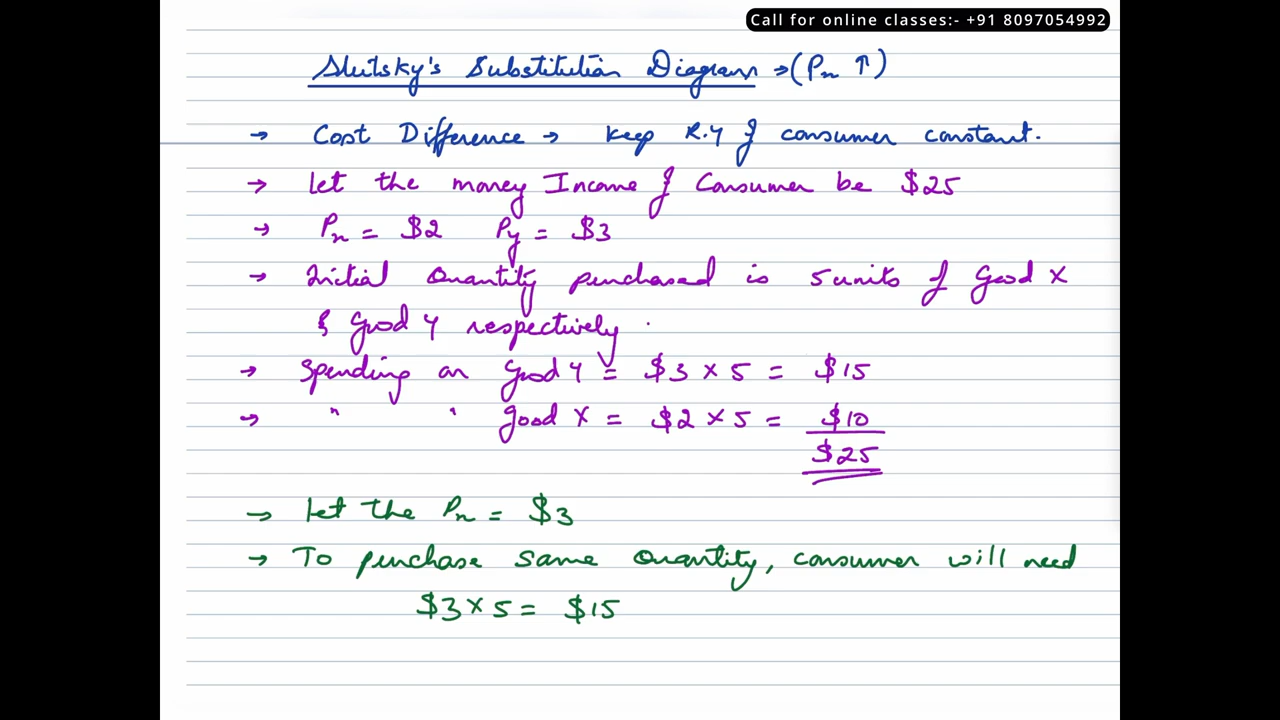 Call for online classes:- +91 8097054992
Slutsky's Substitution Diagram → (Px ↑)
→ Cost Difference → Keep R.Y of consumer constant.
→ Let the money Income of Consumer be $25
→ Px = $2 Py = $3
→ Initial Quantity purchased is 5 units of Good X
& Good Y respectively.
→ Spending on Good Y = $3 × 5 = $15
→ " " Good X = $2 × 5 = $10
$25
→ Let the Px = $3
→ To purchase same Quantity, consumer will need
$3 × 5 = $15